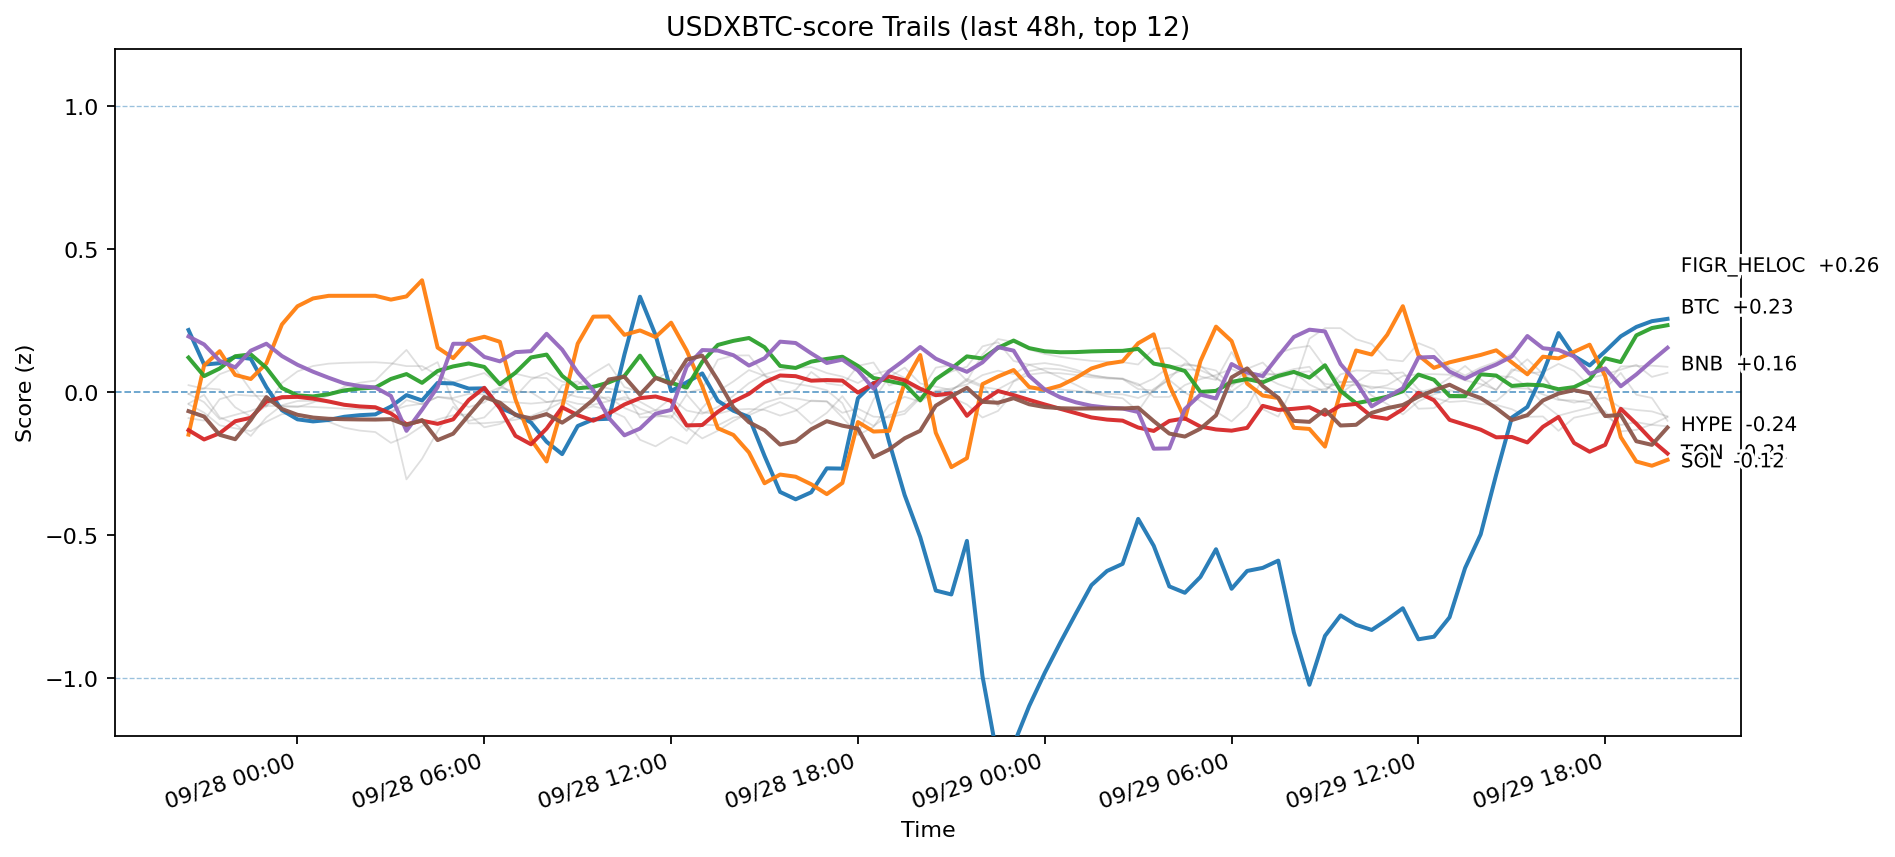 USDXBTC-score Trails (last 48h, top 12)
Score (z)
1.0
0.5
0.0
−0.5
−1.0
FIGR_HELOC +0.26
BTC +0.23
BNB +0.16
HYPE -0.24
TON -0.21
SOL -0.12
09/28 00:00
09/28 06:00
09/28 12:00
09/28 18:00
09/29 00:00
09/29 06:00
09/29 12:00
09/29 18:00
Time